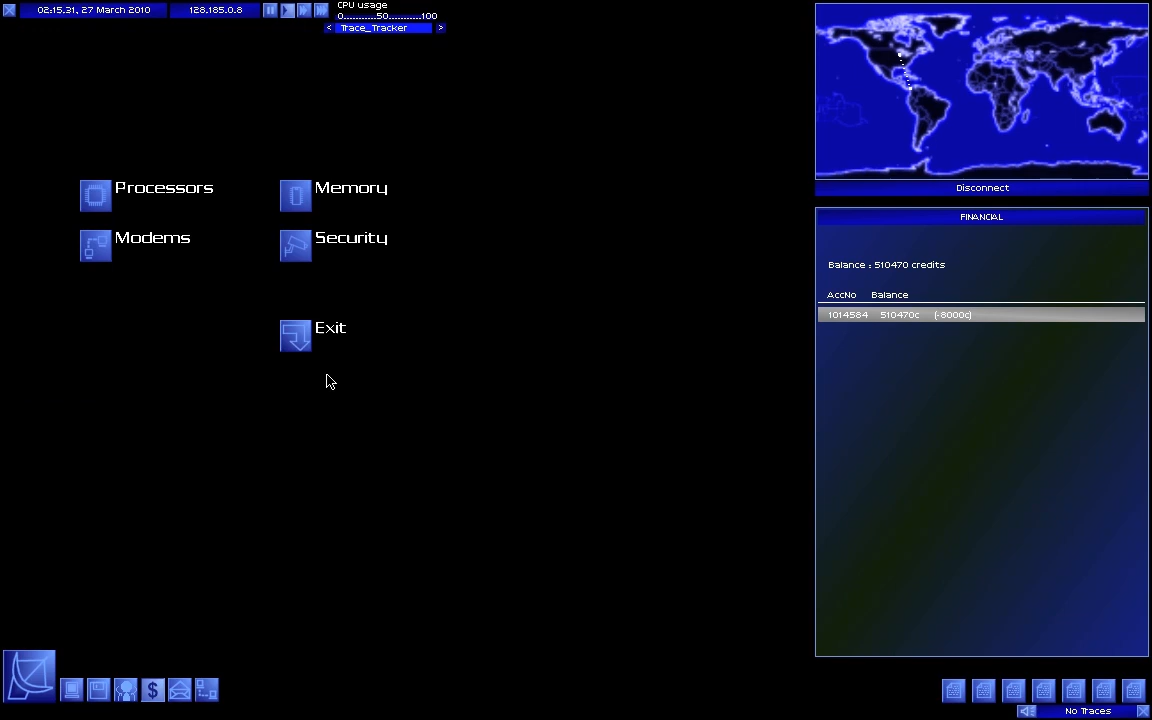 02:15.31, 27 March 2010
128.185.0.8
CPU usage
0..........50..........100
< Trace_Tracker >
Processors
Memory
Modems
Security
Exit
Disconnect
FINANCIAL
Balance : 510470 credits
AccNo Balance
1014584 510470c (-8000c)
$
No Traces